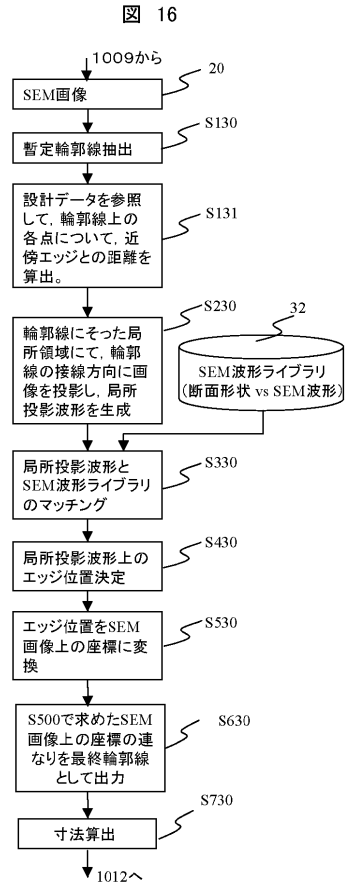 図 16
1009から
SEM画像
20
暫定輪郭線抽出
S130
設計データを参照
して，輪郭線上の
各点について，近
傍エッジとの距離を
算出。
S131
輪郭線にそった局
所領域にて，輪郭
線の接線方向に画
像を投影し，局所
投影波形を生成
S230
32
SEM波形ライブラリ
(断面形状 vs SEM波形)
局所投影波形と
SEM波形ライブラリ
のマッチング
S330
局所投影波形上の
エッジ位置決定
S430
エッジ位置をSEM
画像上の座標に変
換
S530
S500で求めたSEM
画像上の座標の連
なりを最終輪郭線
として出力
S630
寸法算出
S730
1012へ